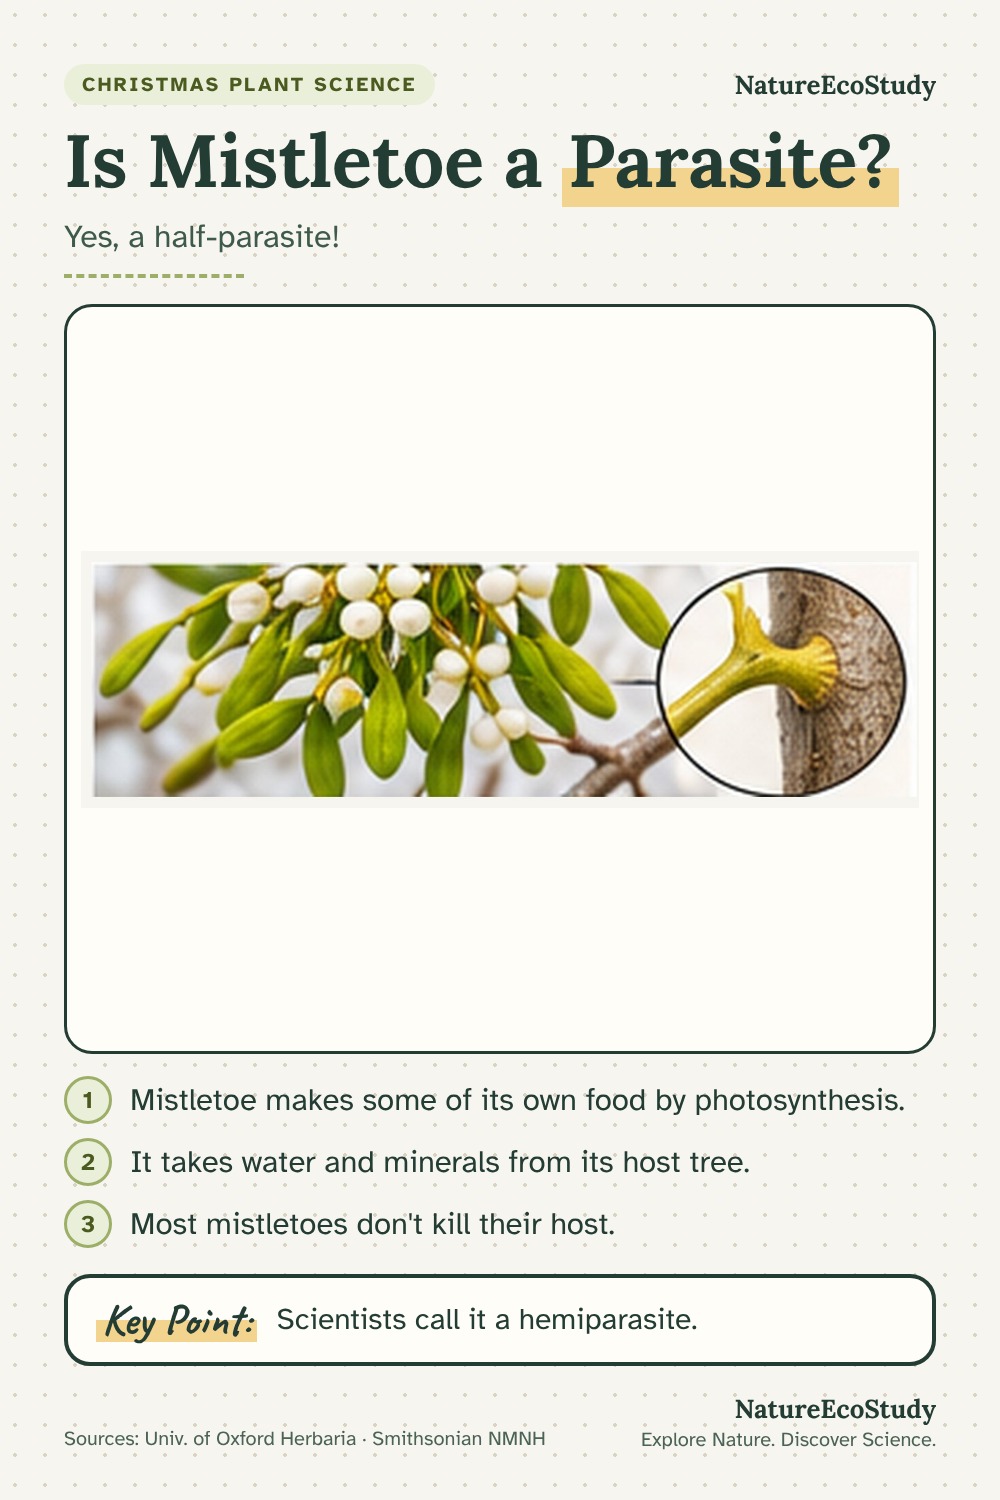 CHRISTMAS PLANT SCIENCE
NatureEcoStudy
Is Mistletoe a Parasite?
Yes, a half-parasite!
1 Mistletoe makes some of its own food by photosynthesis.
2 It takes water and minerals from its host tree.
3 Most mistletoes don't kill their host.
Key Point: Scientists call it a hemiparasite.
NatureEcoStudy
Sources: Univ. of Oxford Herbaria · Smithsonian NMNH
Explore Nature. Discover Science.